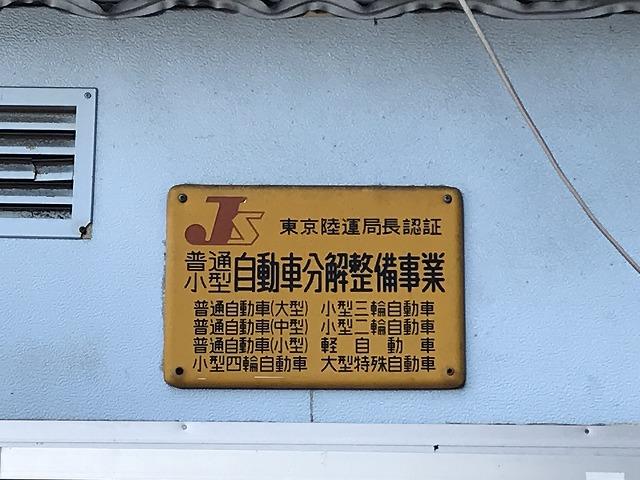 JS 東京陸運局長認証
普通小型自動車分解整備事業
普通自動車(大型) 小型三輪自動車
普通自動車(中型) 小型二輪自動車
普通自動車(小型) 軽自動車
小型四輪自動車 大型特殊自動車